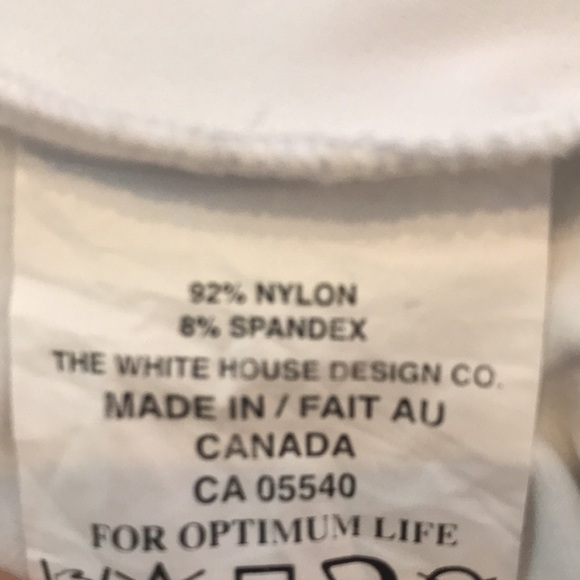 92% NYLON
8% SPANDEX
THE WHITE HOUSE DESIGN CO.
MADE IN / FAIT AU
CANADA
CA 05540
FOR OPTIMUM LIFE